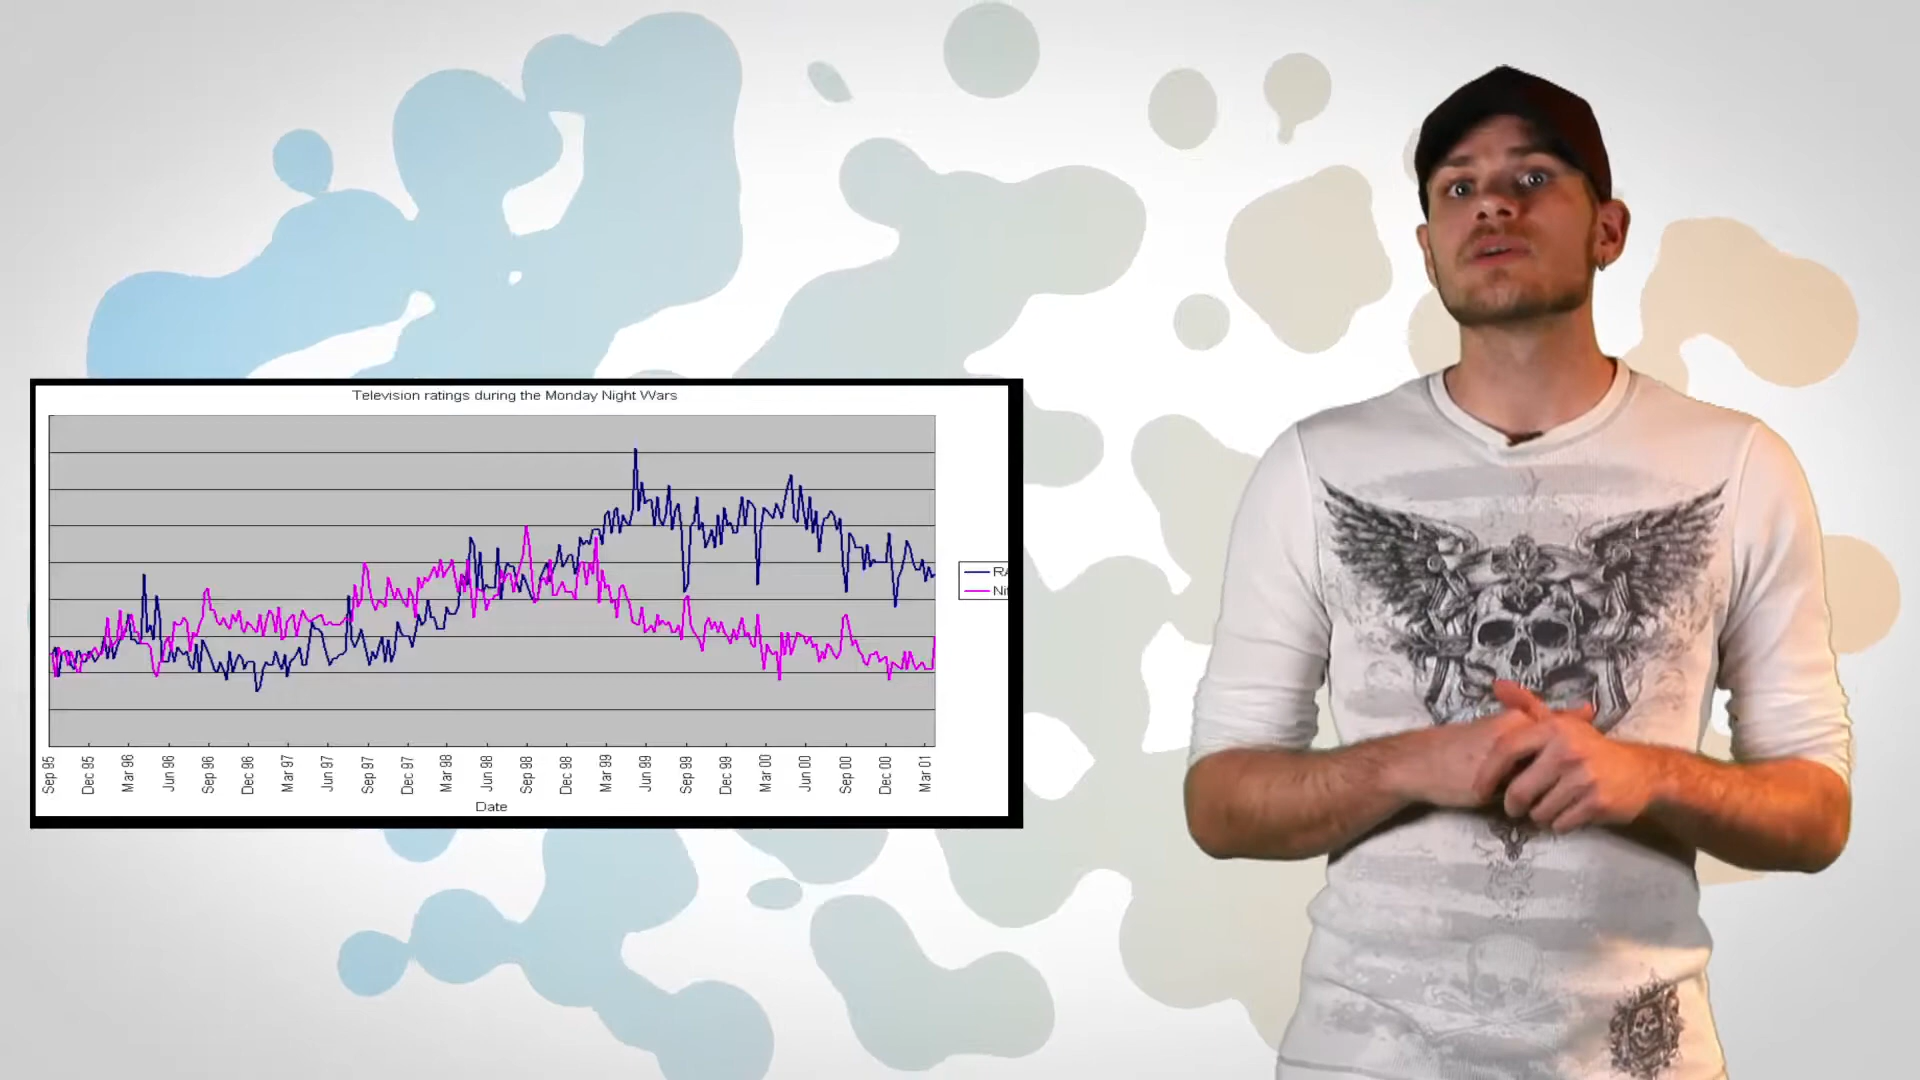 Television ratings during the Monday Night Wars
RA
Nit
Sep 95
Dec 95
Mar 96
Jun 96
Sep 96
Dec 96
Mar 97
Jun 97
Sep 97
Dec 97
Mar 98
Jun 98
Sep 98
Dec 98
Mar 99
Jun 99
Sep 99
Dec 99
Mar 00
Jun 00
Sep 00
Dec 00
Mar 01
Date